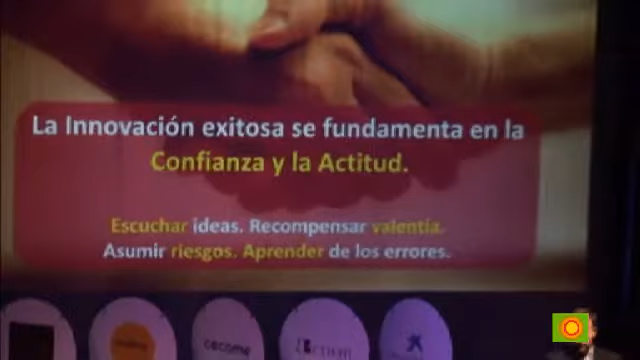 La Innovación exitosa se fundamenta en la
Confianza y la Actitud.
Escuchar ideas. Recompensar valentía.
Asumir riesgos. Aprender de los errores.
cecome